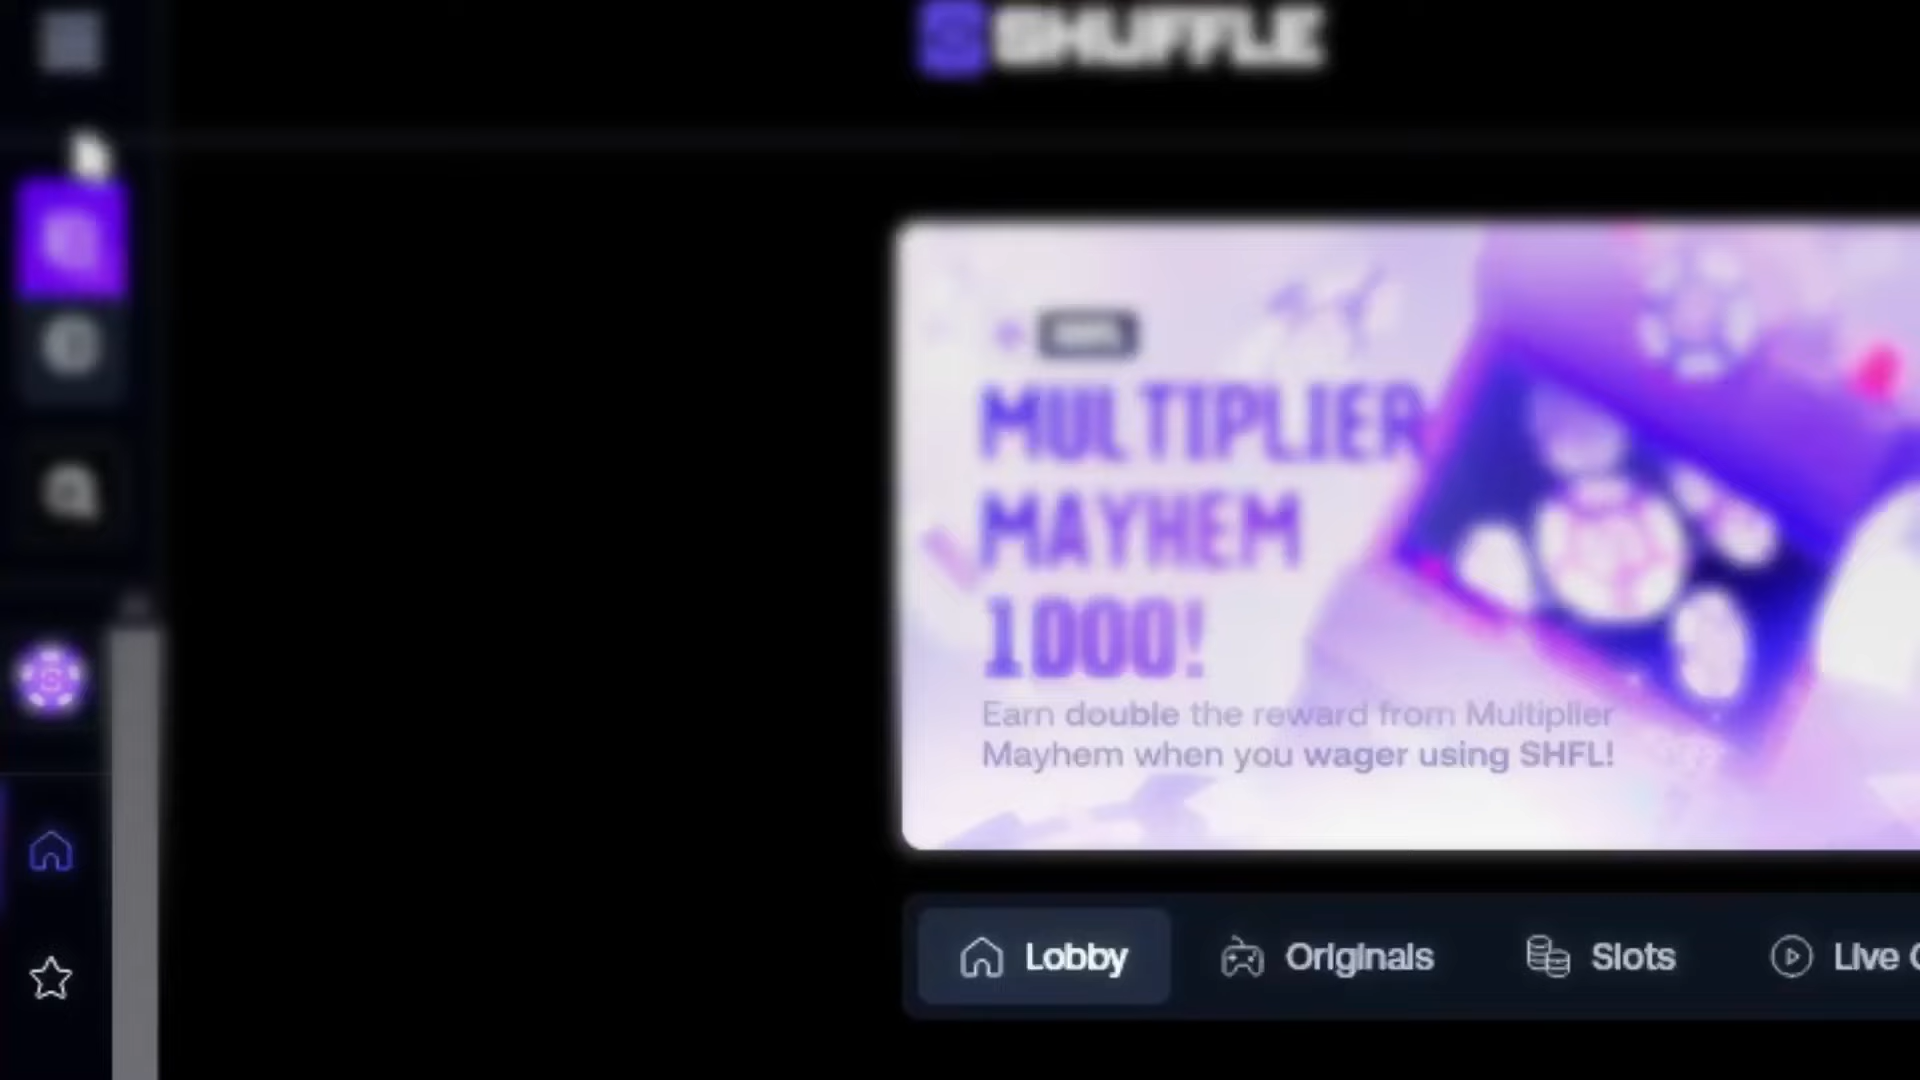 SHUFFLE
MULTIPLIER
MAYHEM
1000!
Earn double the reward from Multiplier
Mayhem when you wager using SHFL!
Lobby
Originals
Slots
Live